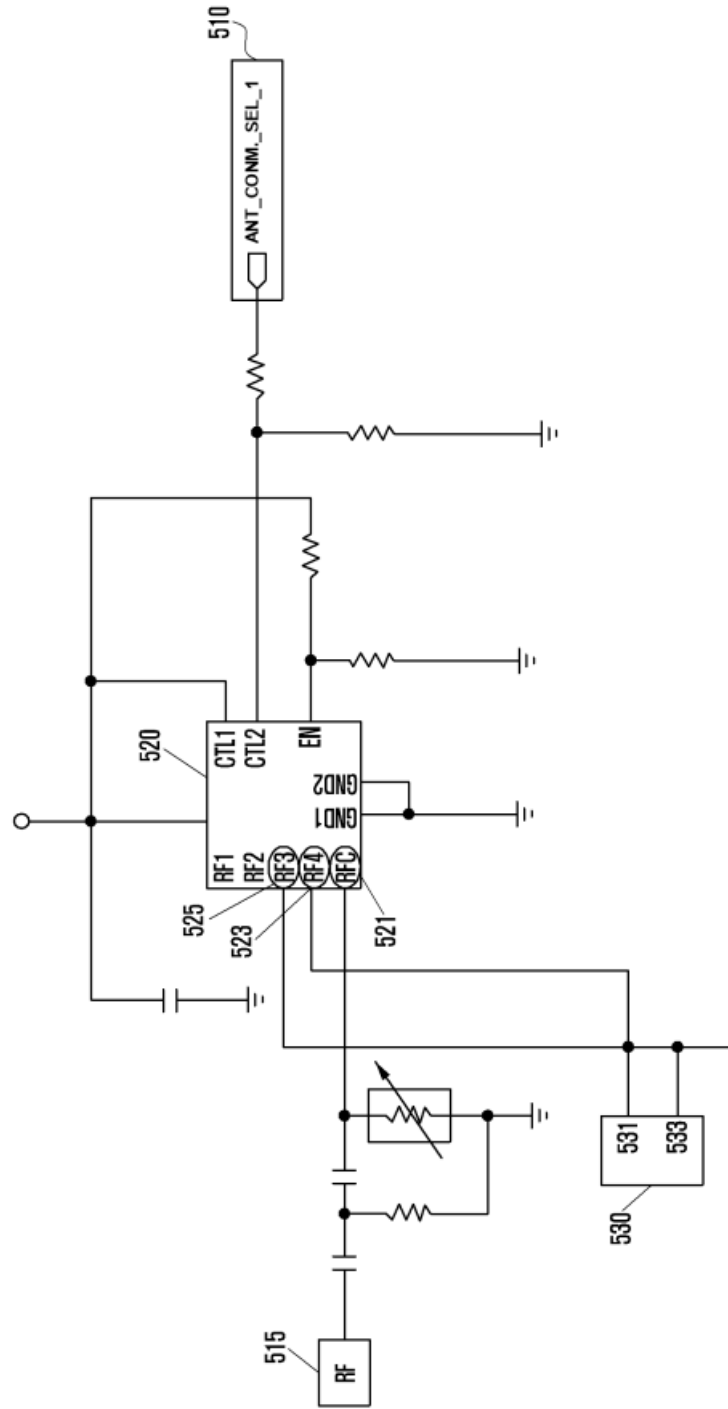 510
ANT_CONM._SEL_1
520
CTL1
CTL2
EN
GND2
GND1
RF1
RF2
RF3
RF4
RFC
525
523
521
531
533
530
515
RF